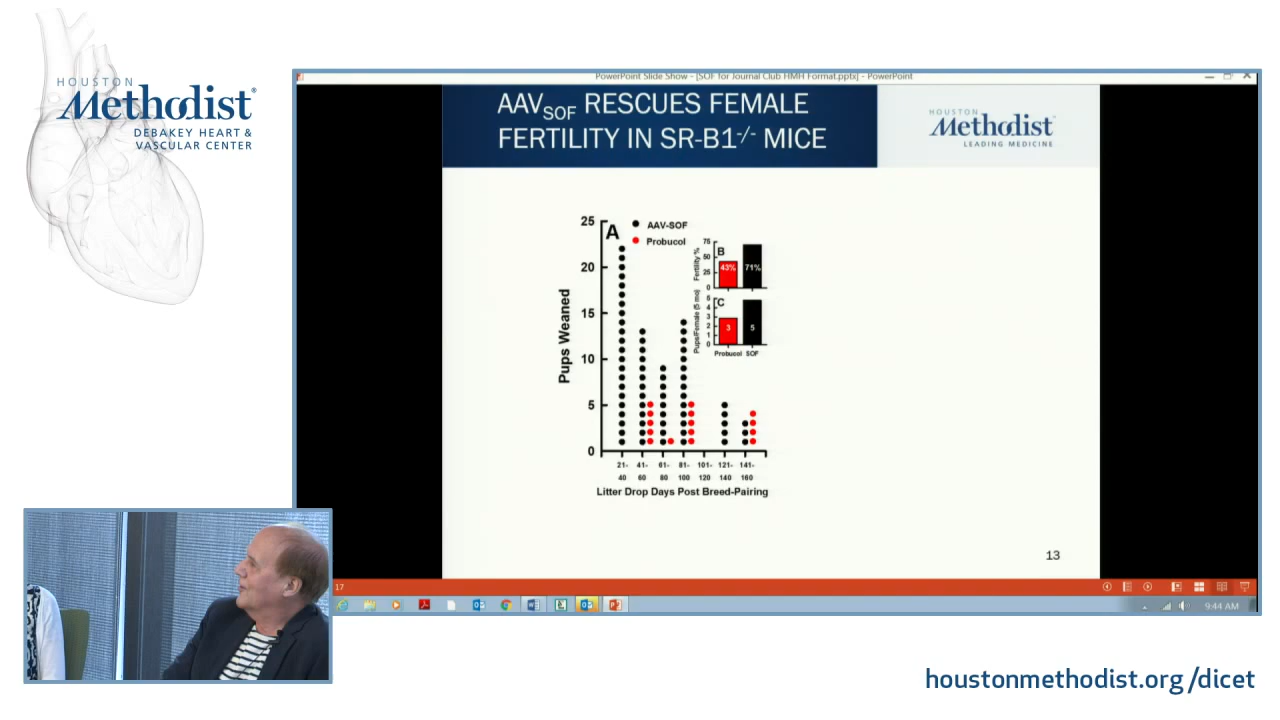 HOUSTON
Methodist®
DEBAKEY HEART &
VASCULAR CENTER
PowerPoint Slide Show - [SOF for Journal Club HMH Format.pptx] - PowerPoint
AAVSOF RESCUES FEMALE
FERTILITY IN SR-B1-/- MICE
HOUSTON
Methodist
LEADING MEDICINE
A
AAV-SOF
Probucol
Pups Weaned
25
20
15
10
5
0
B
Fertility %
75
50
25
0
43%
71%
C
Pups/Female (5 mo)
6
5
4
3
2
1
0
3
5
Probucol SOF
21- 41- 61- 81- 101- 121- 141-
40 60 80 100 120 140 160
Litter Drop Days Post Breed-Pairing
13
17
9:44 AM
houstonmethodist.org/dicet